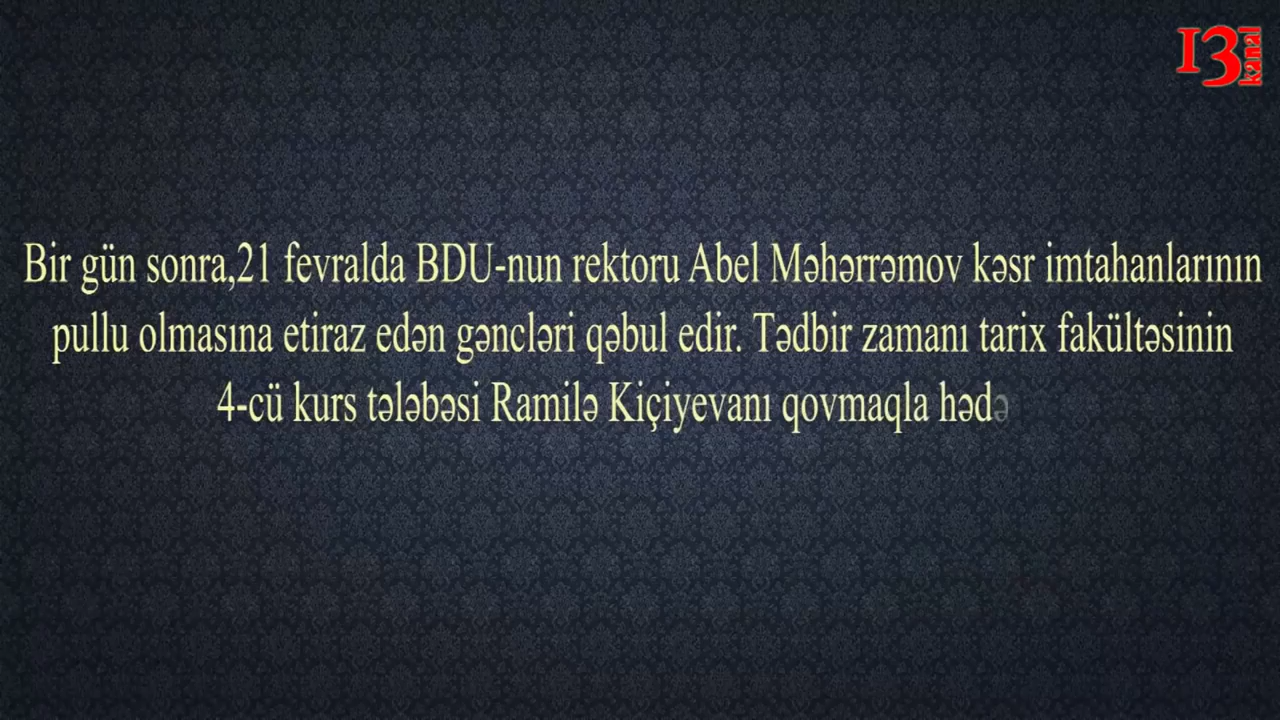 13 kanal
Bir gün sonra,21 fevralda BDU-nun rektoru Abel Məhərrəmov kəsr imtahanlarının
pullu olmasına etiraz edən gəncləri qəbul edir. Tədbir zamanı tarix fakültəsinin
4-cü kurs tələbəsi Ramilə Kiçiyevanı qovmaqla hədə